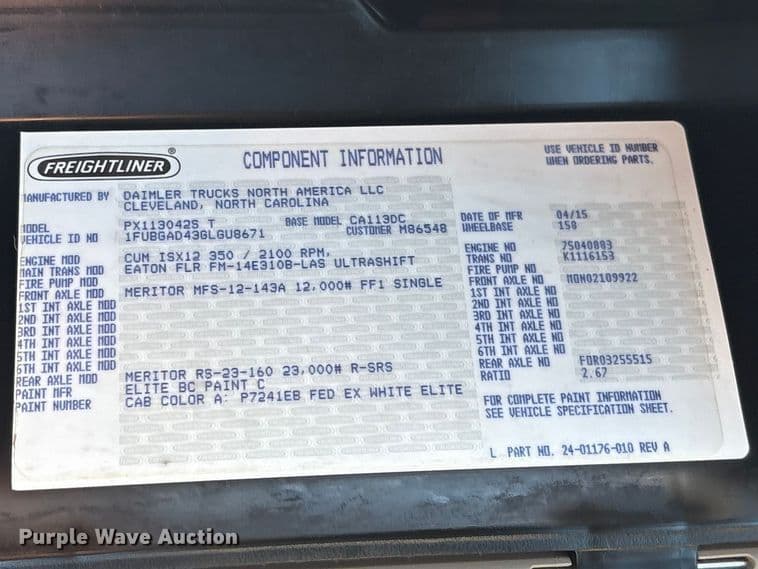 FREIGHTLINER®
COMPONENT INFORMATION
USE VEHICLE ID NUMBER
WHEN ORDERING PARTS.
MANUFACTURED BY DAIMLER TRUCKS NORTH AMERICA LLC
CLEVELAND, NORTH CAROLINA
MODEL PX113042S T BASE MODEL CA113DC DATE OF MFR 04/15
VEHICLE ID NO 1FUBGAD43GLGU8671 CUSTOMER M86548 WHEELBASE 158
ENGINE MOD CUM ISX12 350 / 2100 RPM, ENGINE NO 75040883
MAIN TRANS MOD EATON FLR FM-14E310B-LAS ULTRASHIFT TRANS NO K1116153
FIRE PUMP MOD FIRE PUMP NO
FRONT AXLE MOD MERITOR MFS-12-143A 12,000# FF1 SINGLE FRONT AXLE NO MON02109922
1ST INT AXLE MOD 1ST INT AXLE NO
2ND INT AXLE MOD 2ND INT AXLE NO
3RD INT AXLE MOD 3RD INT AXLE NO
4TH INT AXLE MOD 4TH INT AXLE NO
5TH INT AXLE MOD 5TH INT AXLE NO
6TH INT AXLE MOD 6TH INT AXLE NO
REAR AXLE MOD MERITOR RS-23-160 23,000# R-SRS REAR AXLE NO FOR03255515
PAINT MFR ELITE BC PAINT C RATIO 2.67
PAINT NUMBER CAB COLOR A: P7241EB FED EX WHITE ELITE
FOR COMPLETE PAINT INFORMATION
SEE VEHICLE SPECIFICATION SHEET.
L PART NO. 24-01176-010 REV A
Purple Wave Auction